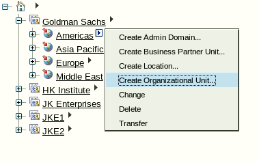 Goldman Sachs
Americas
Asia Pacific
Europe
Middle East
HK Institute
JK Enterprises
JKE1
JKE2
Create Admin Domain...
Create Business Partner Unit...
Create Location...
Create Organizational Unit...
Change
Delete
Transfer